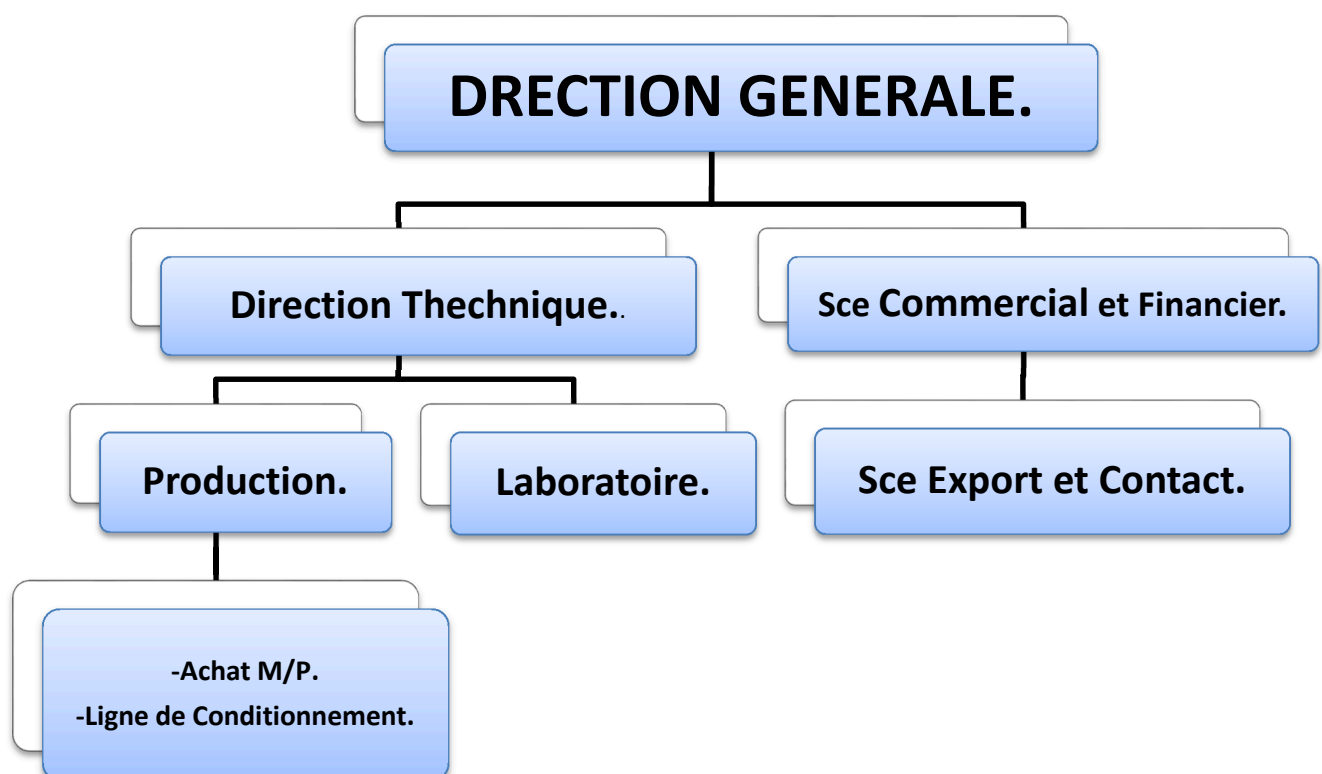 DRECTION GENERALE.
Direction Thechnique..
Sce Commercial et Financier.
Production.
Laboratoire.
Sce Export et Contact.
-Achat M/P.
-Ligne de Conditionnement.